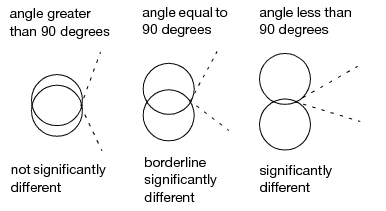 angle greater
than 90 degrees
angle equal to
90 degrees
angle less than
90 degrees
not significantly
different
borderline
significantly
different
significantly
different